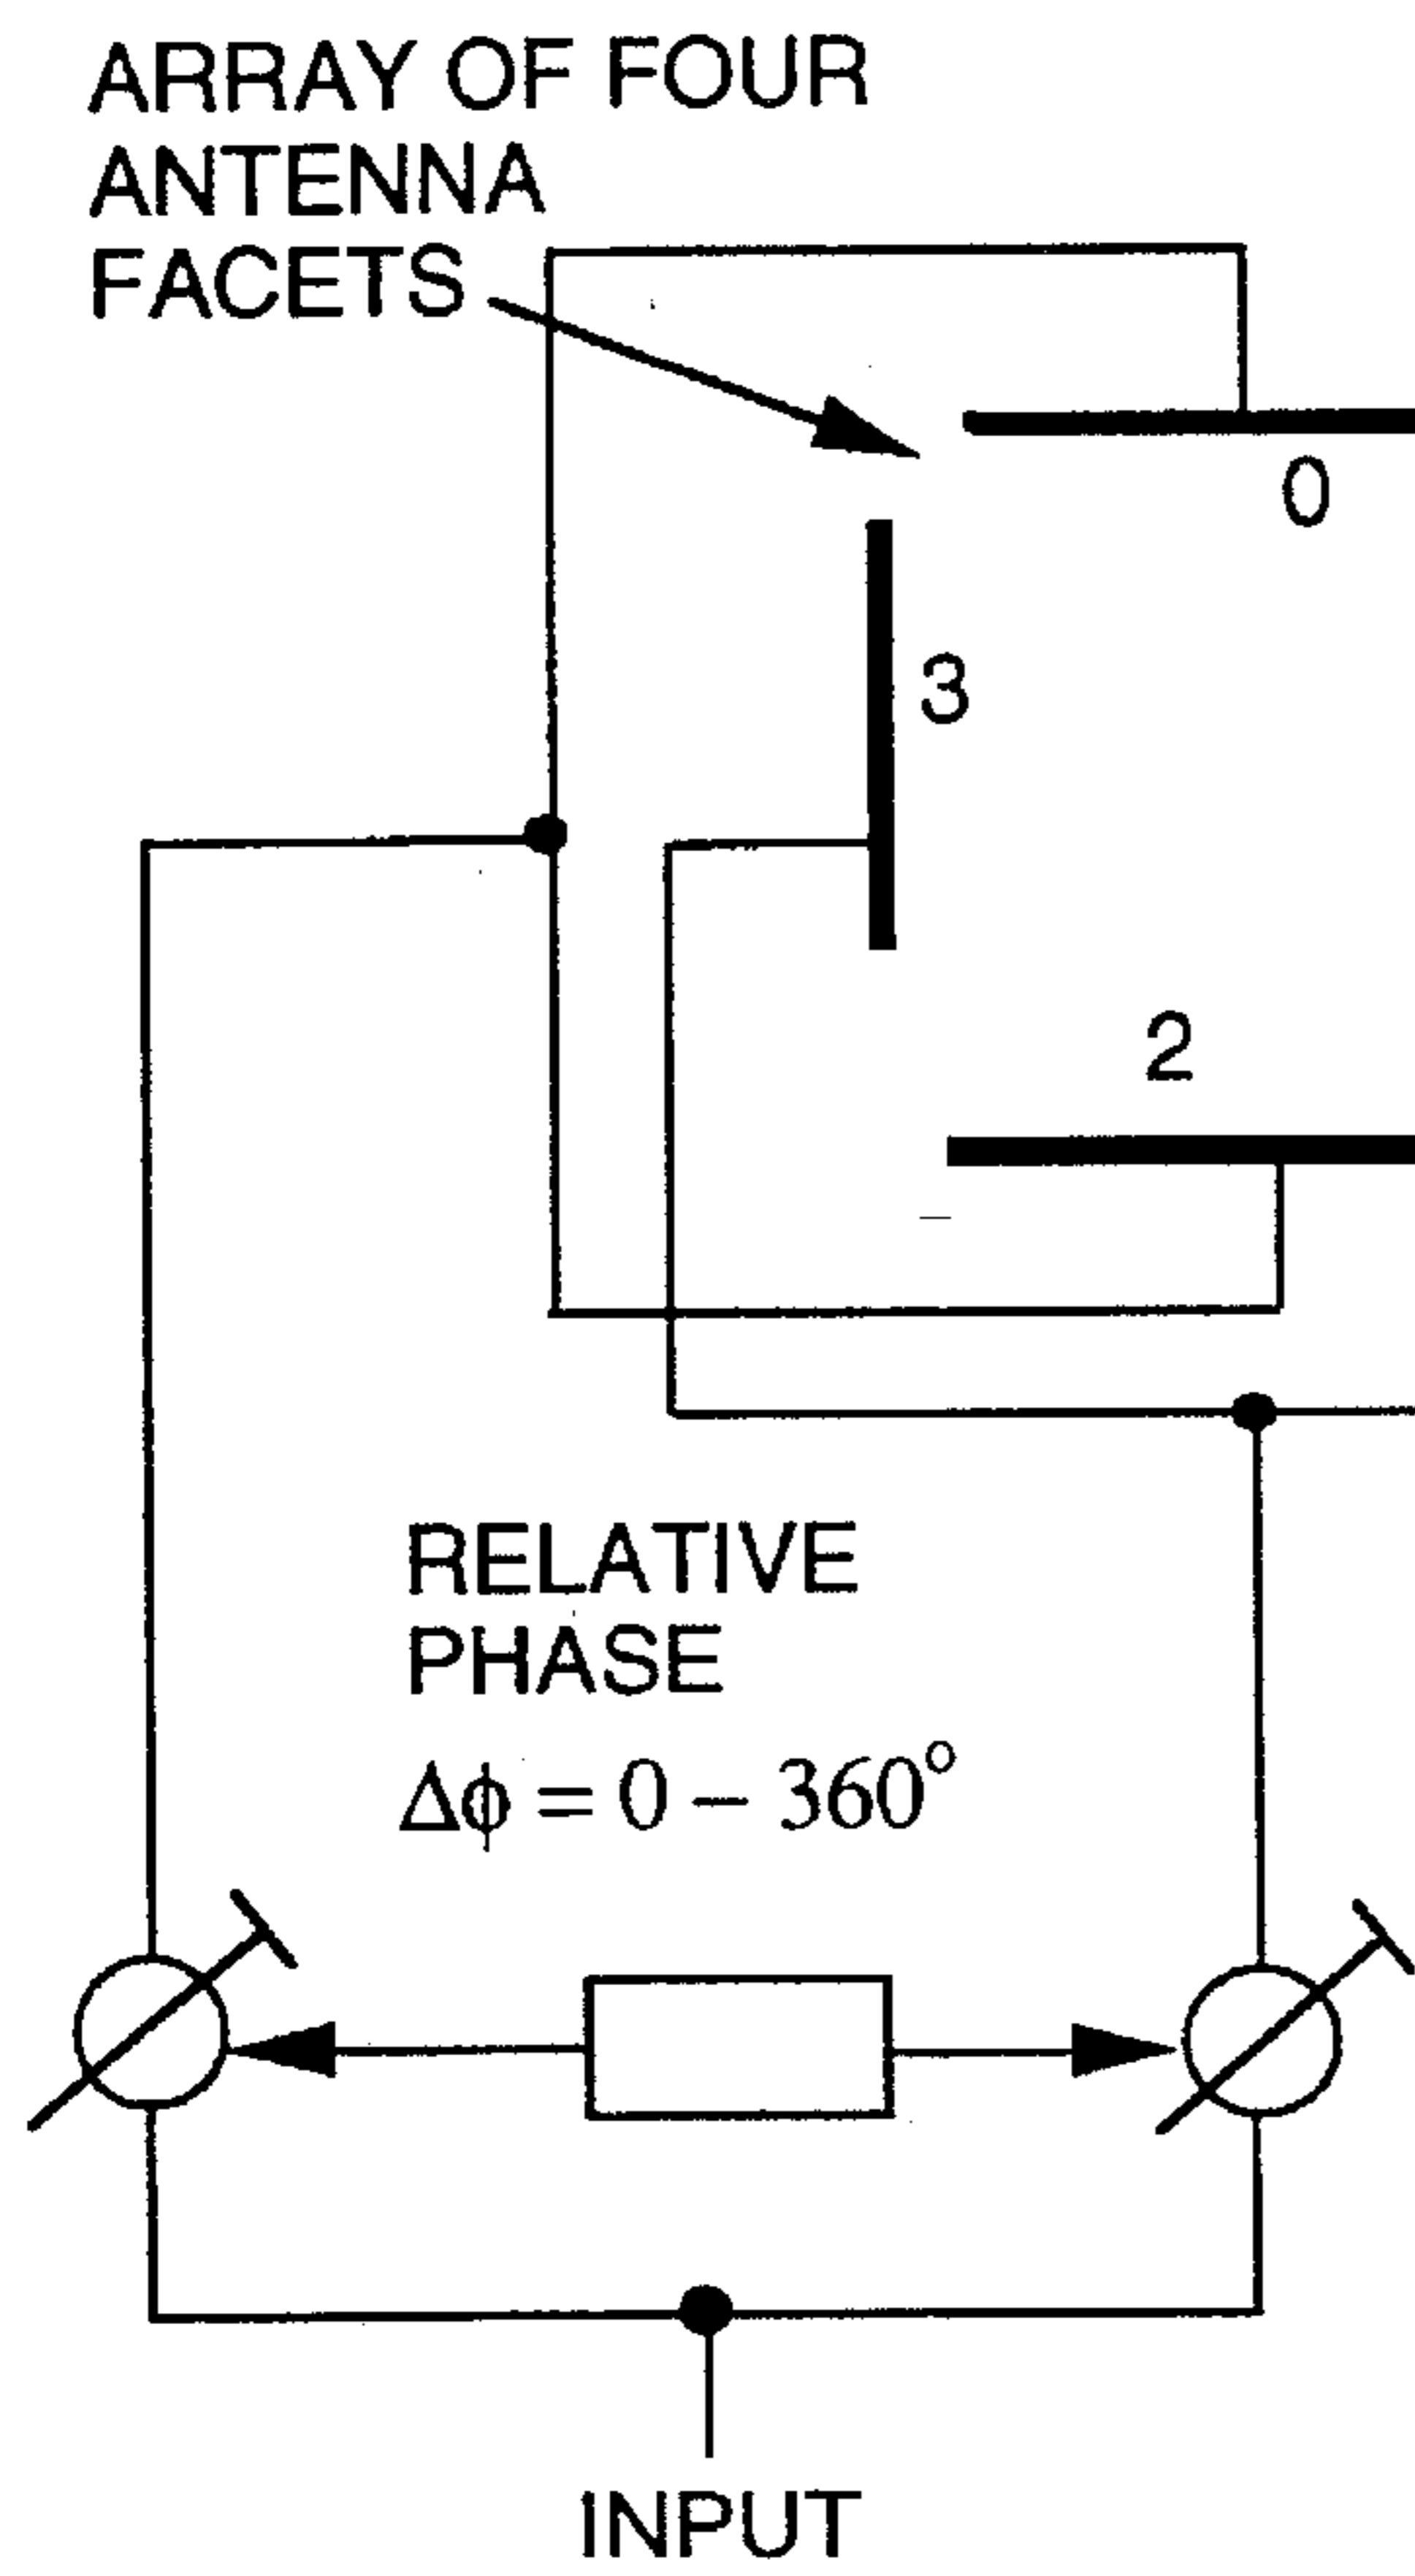 ARRAY OF FOUR
ANTENNA
FACETS
0
3
2
RELATIVE
PHASE
Δϕ = 0 – 360°
INPUT